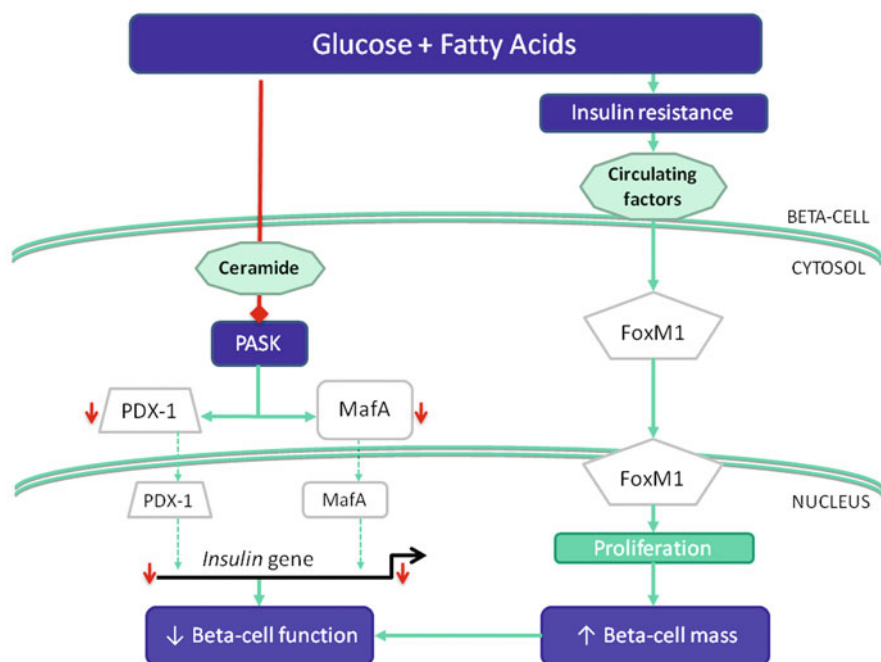 Glucose + Fatty Acids
Insulin resistance
Circulating
factors
BETA-CELL
CYTOSOL
Ceramide
PASK
FoxM1
PDX-1
MafA
FoxM1
NUCLEUS
PDX-1
MafA
Proliferation
Insulin gene
↓ Beta-cell function
↑ Beta-cell mass